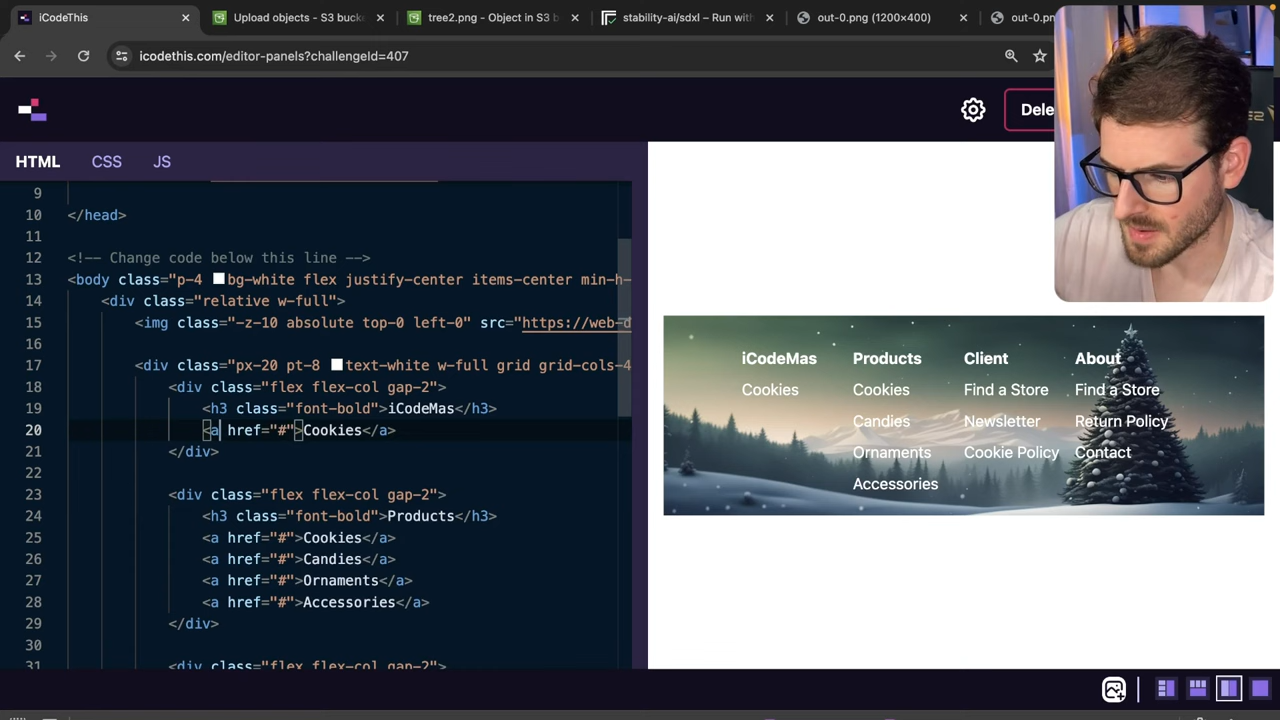 iCodeThis
Upload objects - S3 bucka
tree2.png - Object in S3 b
stability-ai/sdxl – Run with
out-0.png (1200×400)
out-0.pn
icodethis.com/editor-panels?challengeId=407
Dele
HTML CSS JS
9
10 </head>
11
12 <!-- Change code below this line -->
13 <body class="p-4 bg-white flex justify-center items-center min-h-
14 <div class="relative w-full">
15 <img class="-z-10 absolute top-0 left-0" src="https://web-d
16
17 <div class="px-20 pt-8 text-white w-full grid grid-cols-4
18 <div class="flex flex-col gap-2">
19 <h3 class="font-bold">iCodeMas</h3>
20 <a href="#">Cookies</a>
21 </div>
22
23 <div class="flex flex-col gap-2">
24 <h3 class="font-bold">Products</h3>
25 <a href="#">Cookies</a>
26 <a href="#">Candies</a>
27 <a href="#">Ornaments</a>
28 <a href="#">Accessories</a>
29 </div>
30
31 <div class="flex flex-col gap-2">
iCodeMas Products Client About
Cookies Cookies Find a Store Find a Store
Candies Newsletter Return Policy
Ornaments Cookie Policy Contact
Accessories